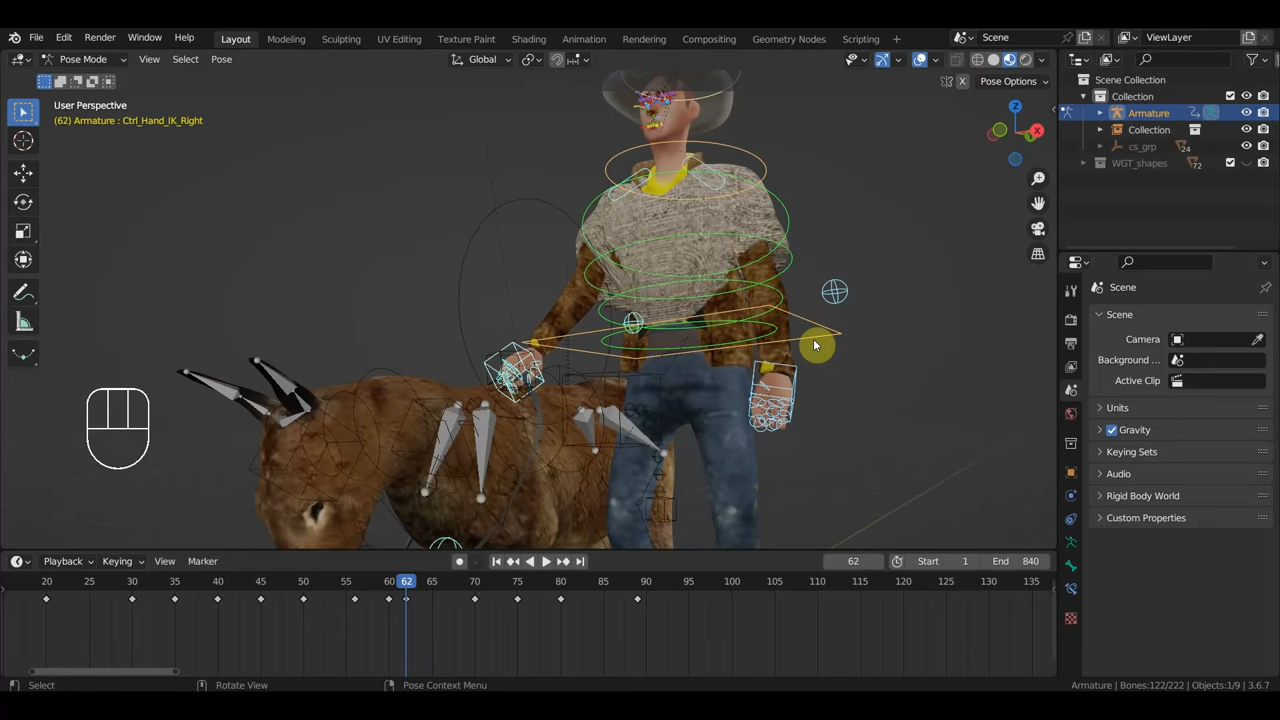 File Edit Render Window Help Layout Modeling Sculpting UV Editing Texture Paint Shading Animation Rendering Compositing Geometry Nodes Scripting + Scene ViewLayer
Pose Mode View Select Pose Global
X Pose Options
User Perspective
(62) Armature : Ctrl_Hand_IK_Right
Z
X
Scene Collection
Collection
Armature
Collection
cs_grp 24
WGT_shapes 72
Scene
Scene
Camera
Background ...
Active Clip
Units
Gravity
Keying Sets
Audio
Rigid Body World
Custom Properties
Playback Keying View Marker 62 Start 1 End 840
20 25 30 35 40 45 50 55 62 65 70 75 80 85 90 95 100 105 110 115 120 125 130 135
Select Rotate View Pose Context Menu Armature | Bones:122/222 | Objects:1/9 | 3.6.7